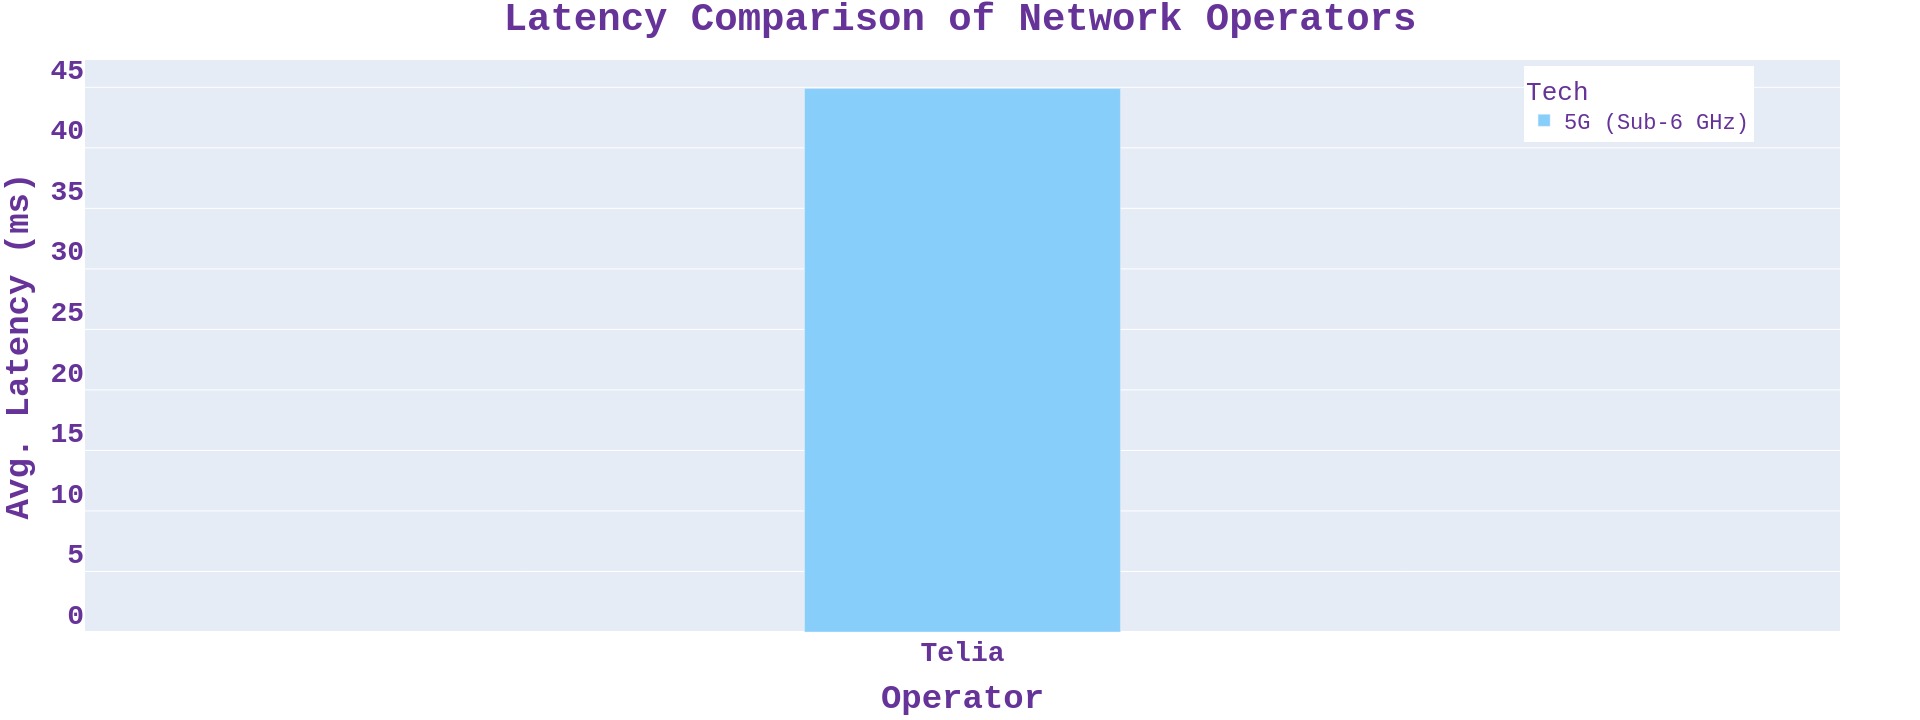 Latency Comparison of Network Operators
45
40
35
30
25
20
15
10
5
0
Avg. Latency (ms)
Tech
5G (Sub-6 GHz)
Telia
Operator